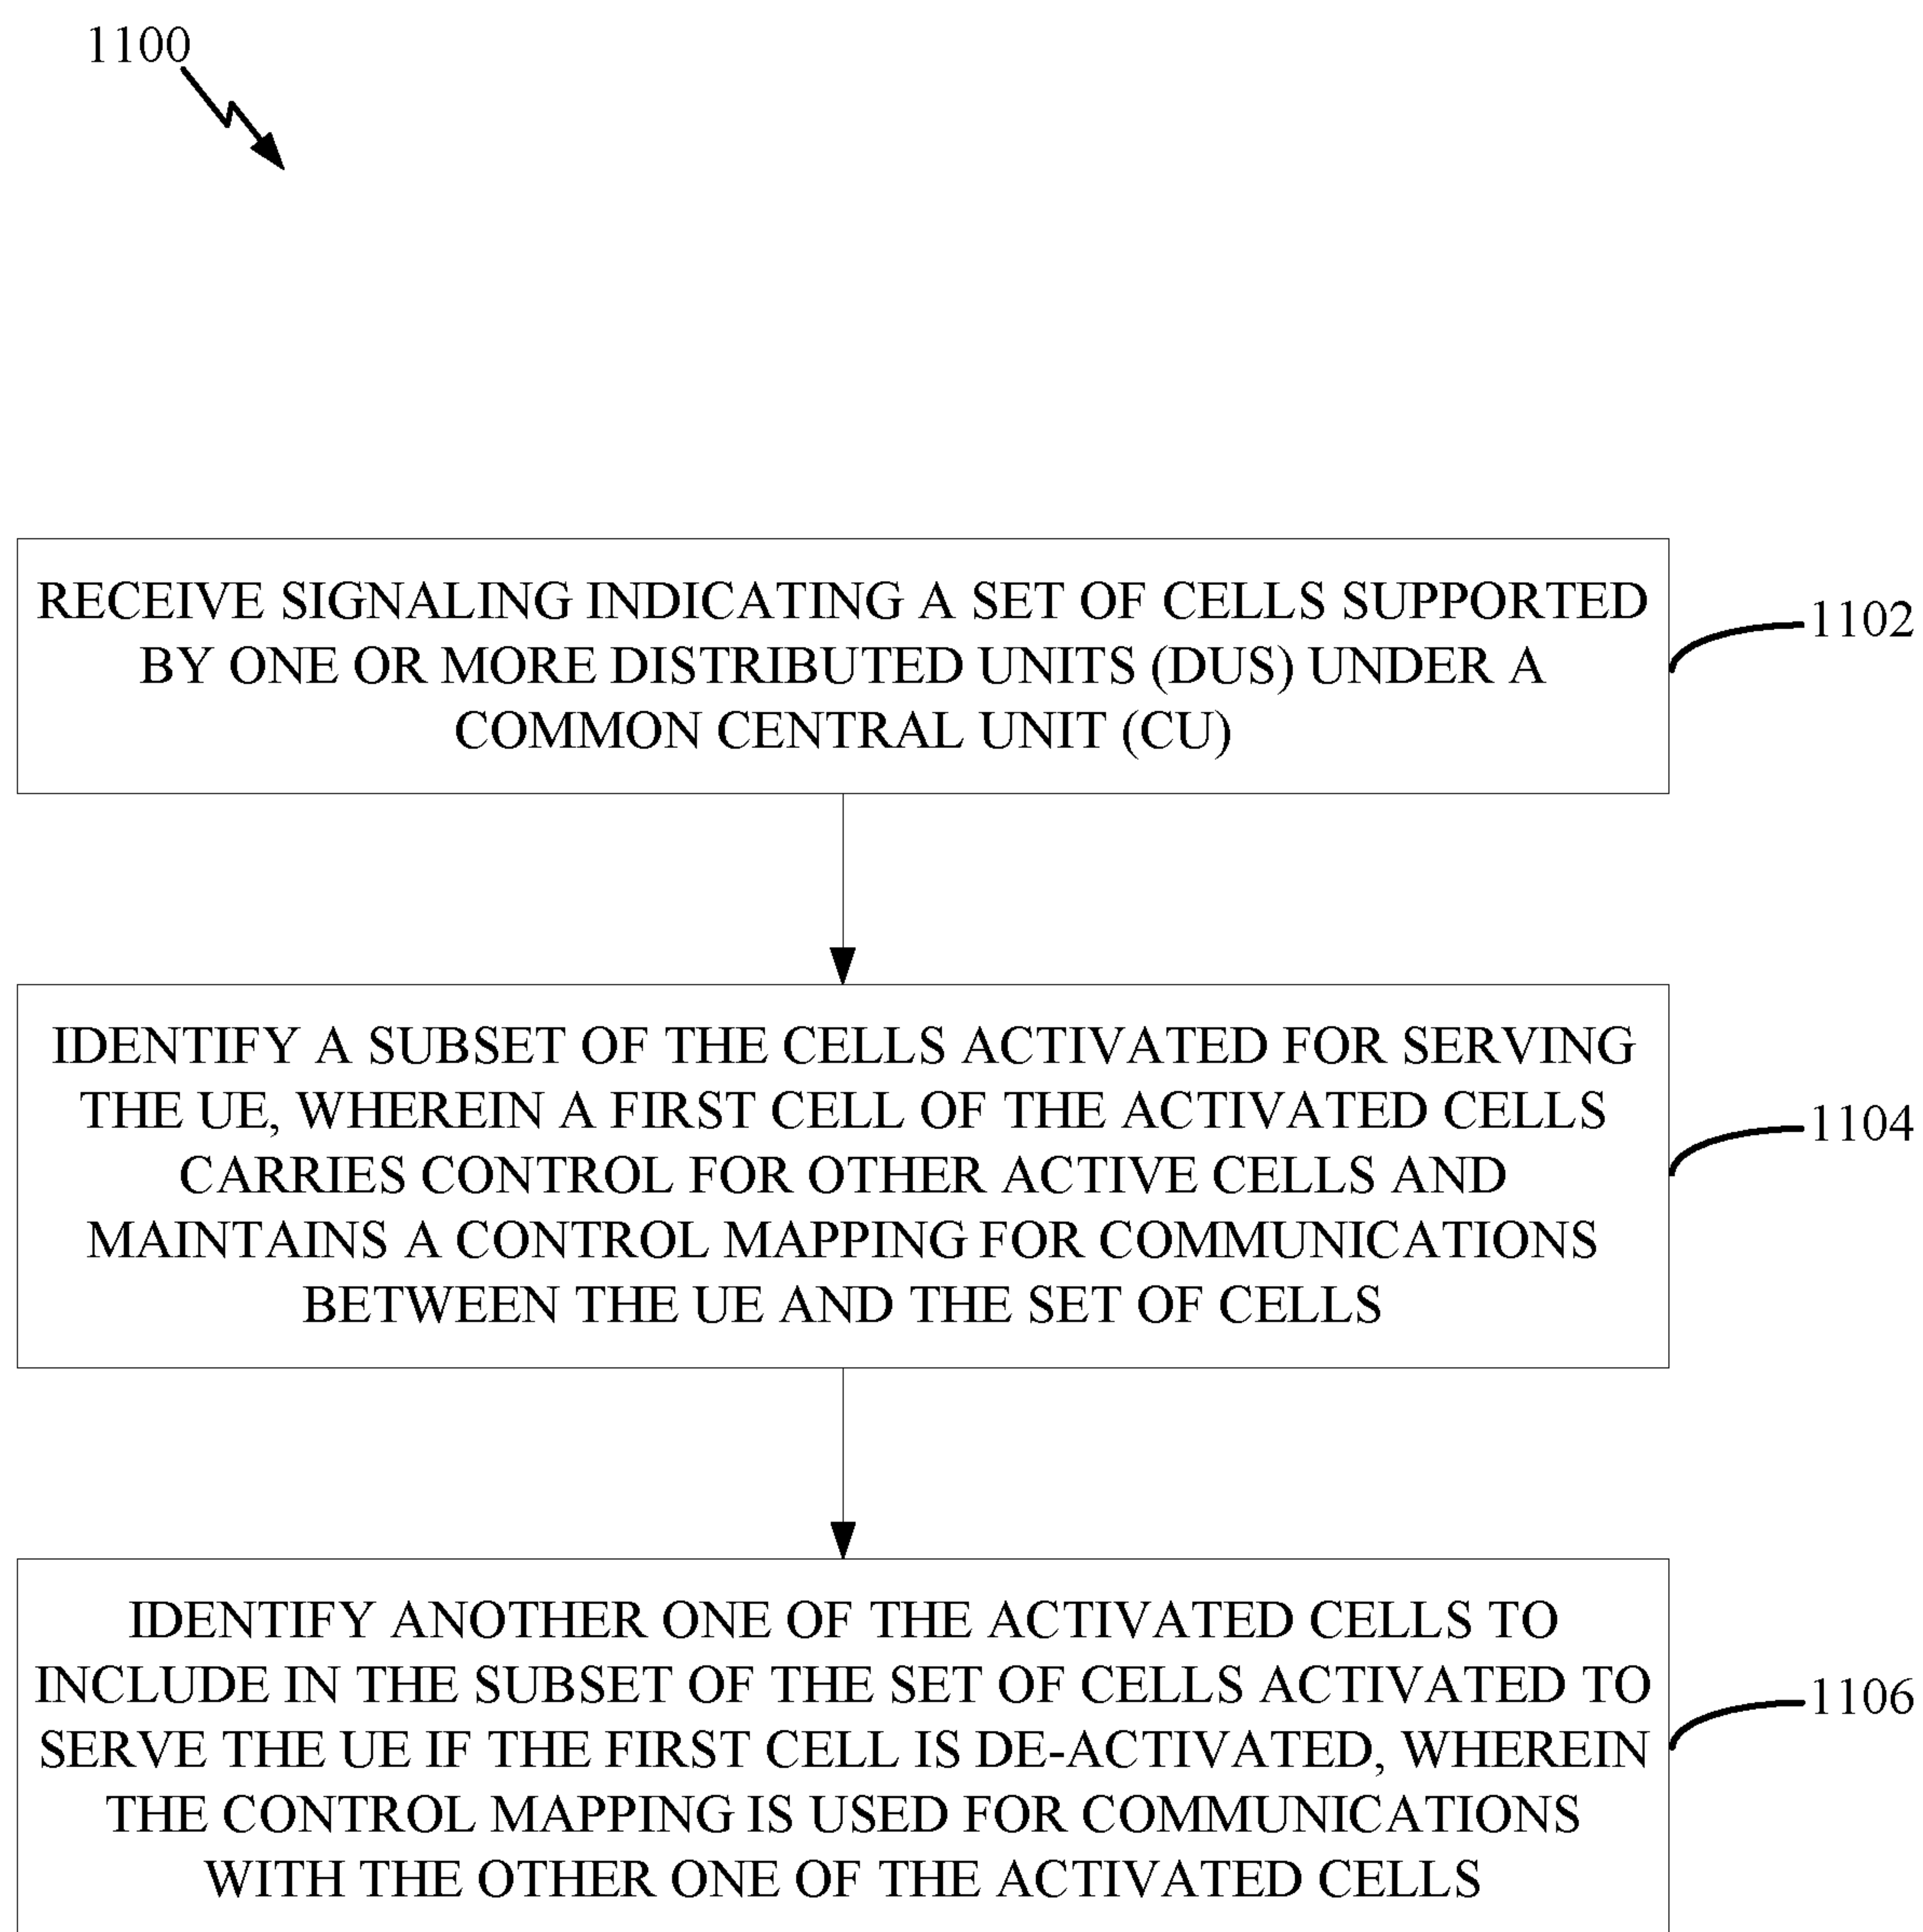 1100
RECEIVE SIGNALING INDICATING A SET OF CELLS SUPPORTED
BY ONE OR MORE DISTRIBUTED UNITS (DUS) UNDER A
COMMON CENTRAL UNIT (CU)
1102
IDENTIFY A SUBSET OF THE CELLS ACTIVATED FOR SERVING
THE UE, WHEREIN A FIRST CELL OF THE ACTIVATED CELLS
CARRIES CONTROL FOR OTHER ACTIVE CELLS AND
MAINTAINS A CONTROL MAPPING FOR COMMUNICATIONS
BETWEEN THE UE AND THE SET OF CELLS
1104
IDENTIFY ANOTHER ONE OF THE ACTIVATED CELLS TO
INCLUDE IN THE SUBSET OF THE SET OF CELLS ACTIVATED TO
SERVE THE UE IF THE FIRST CELL IS DE-ACTIVATED, WHEREIN
THE CONTROL MAPPING IS USED FOR COMMUNICATIONS
WITH THE OTHER ONE OF THE ACTIVATED CELLS
1106